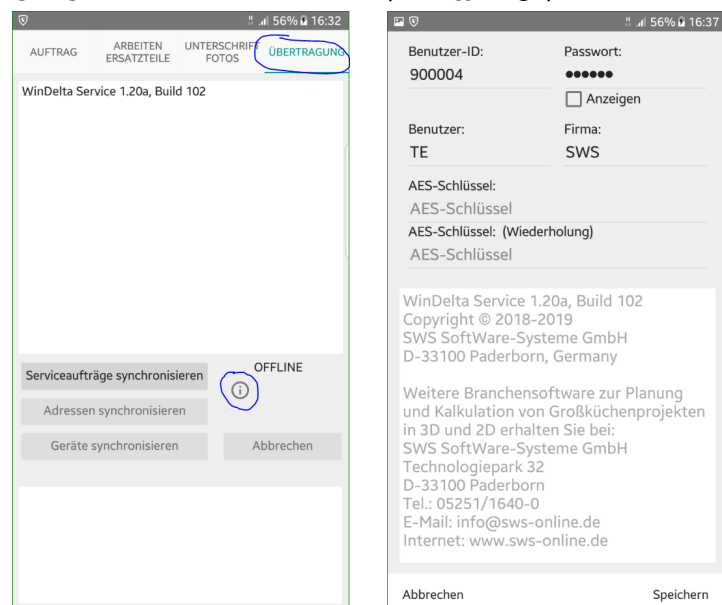 56% 16:32
AUFTRAG
ARBEITEN
ERSATZTEILE
UNTERSCHRIFT
FOTOS
ÜBERTRAGUNG
WinDelta Service 1.20a, Build 102
Serviceaufträge synchronisieren
OFFLINE
Adressen synchronisieren
Geräte synchronisieren
Abbrechen
56% 16:37
Benutzer-ID:
Passwort:
900004
••••••
Anzeigen
Benutzer:
Firma:
TE
SWS
AES-Schlüssel:
AES-Schlüssel
AES-Schlüssel: (Wiederholung)
AES-Schlüssel
WinDelta Service 1.20a, Build 102
Copyright © 2018-2019
SWS SoftWare-Systeme GmbH
D-33100 Paderborn, Germany
Weitere Branchensoftware zur Planung
und Kalkulation von Großküchenprojekten
in 3D und 2D erhalten Sie bei:
SWS SoftWare-Systeme GmbH
Technologiepark 32
D-33100 Paderborn
Tel.: 05251/1640-0
E-Mail: info@sws-online.de
Internet: www.sws-online.de
Abbrechen
Speichern